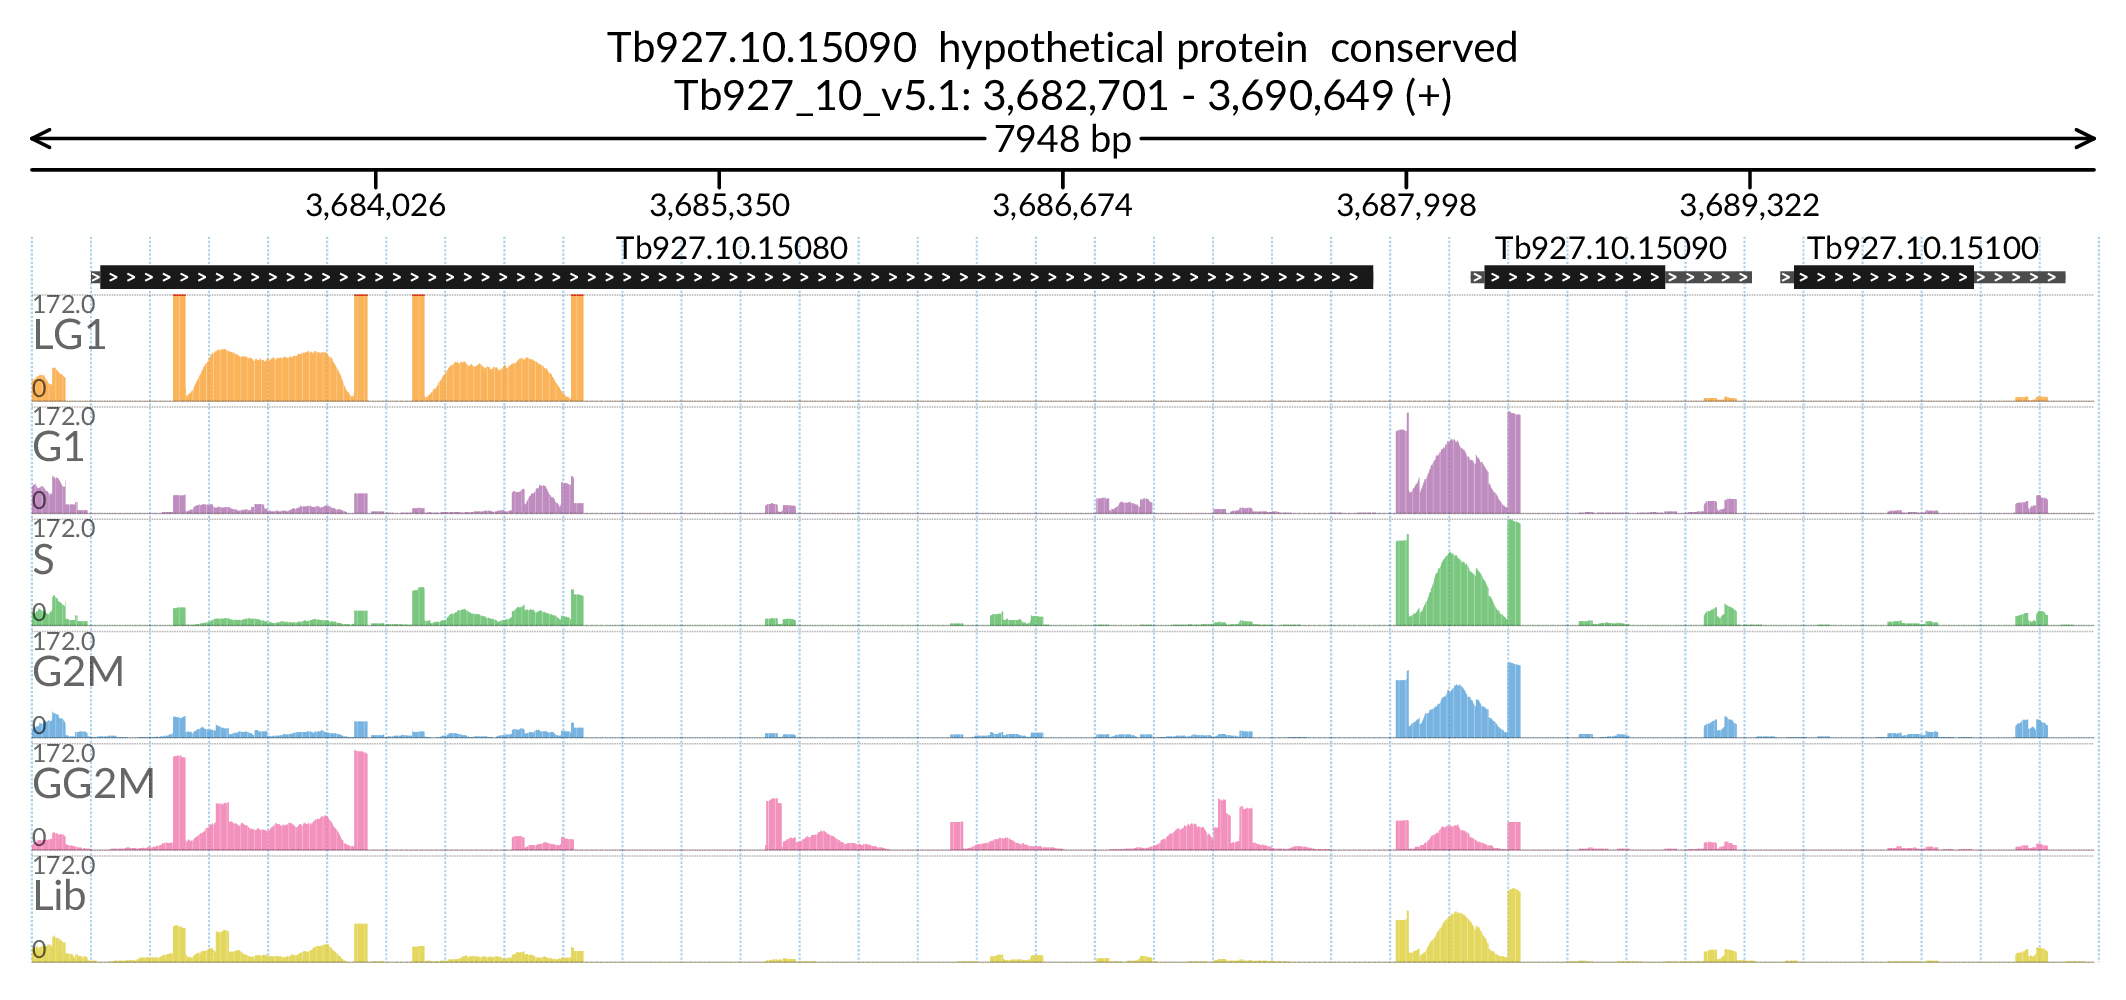 Tb927.10.15090 hypothetical protein conserved
Tb927_10_v5.1: 3,682,701 - 3,690,649 (+)
7948 bp
3,684,026 3,685,350 3,686,674 3,687,998 3,689,322
Tb927.10.15080 Tb927.10.15090 Tb927.10.15100
172.0
LG1
0
172.0
G1
0
172.0
S
0
172.0
G2M
0
172.0
GG2M
0
172.0
Lib
0